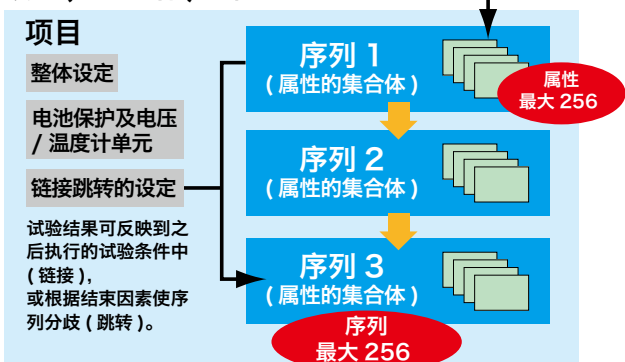 项目
整体设定
电池保护及电压
/ 温度计单元
链接跳转的设定
试验结果可反映到之
后执行的试验条件中
( 链接 )，
或根据结束因素使序
列分歧 ( 跳转 )。
序列 1
( 属性的集合体 )
属性
最大 256
序列 2
( 属性的集合体 )
序列 3
( 属性的集合体 )
序列
最大 256